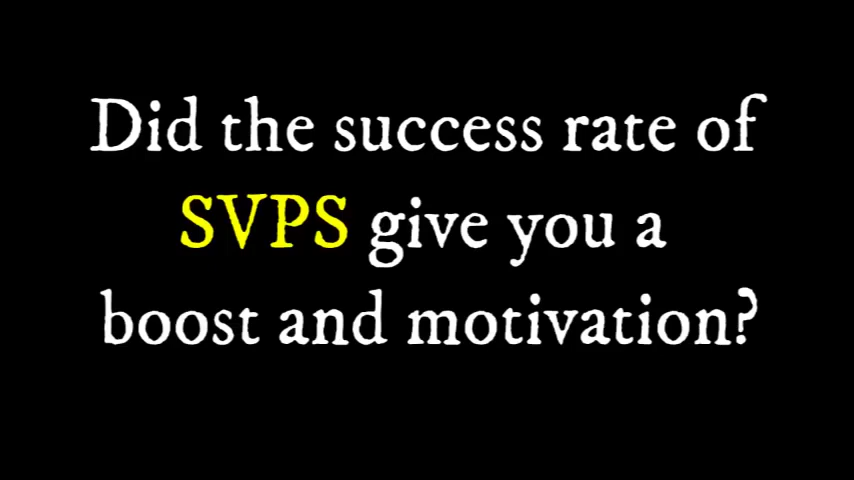 Did the success rate of
SVPS give you a
boost and motivation?